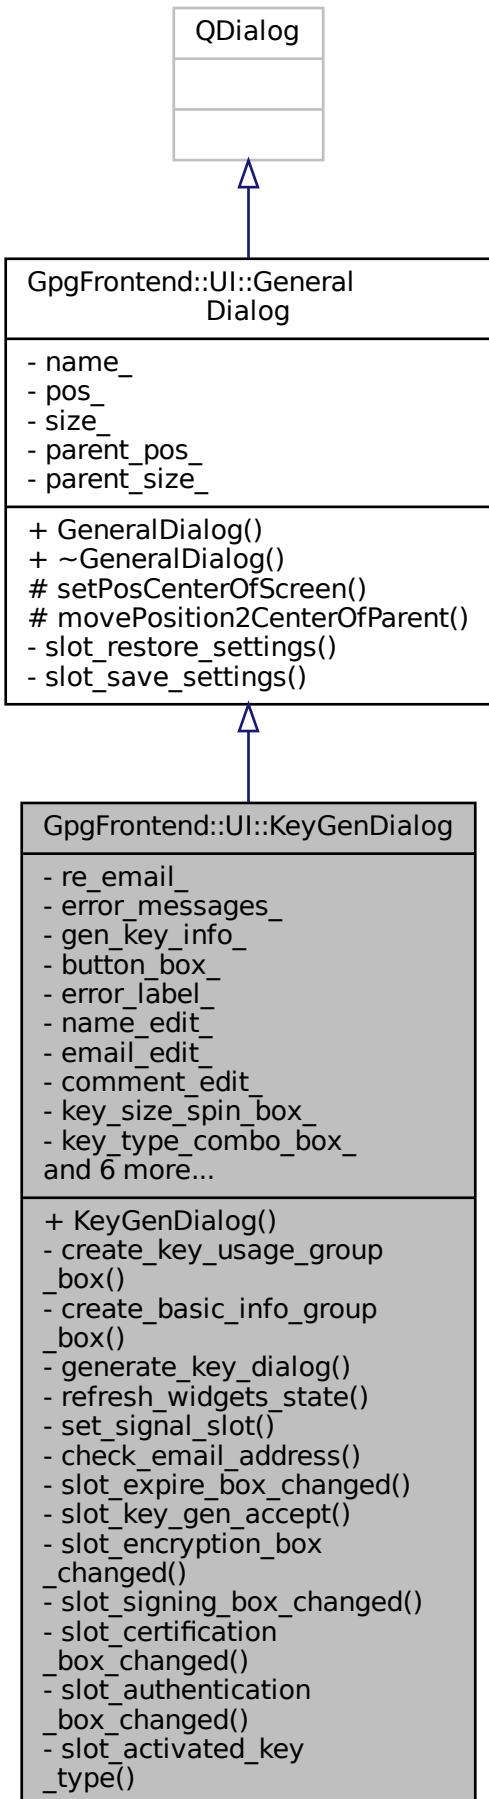 QDialog
GpgFrontend::UI::General
Dialog
- name_
- pos_
- size_
- parent_pos_
- parent_size_
+ GeneralDialog()
+ ~GeneralDialog()
# setPosCenterOfScreen()
# movePosition2CenterOfParent()
- slot_restore_settings()
- slot_save_settings()
GpgFrontend::UI::KeyGenDialog
- re_email_
- error_messages_
- gen_key_info_
- button_box_
- error_label_
- name_edit_
- email_edit_
- comment_edit_
- key_size_spin_box_
- key_type_combo_box_
and 6 more...
+ KeyGenDialog()
- create_key_usage_group
_box()
- create_basic_info_group
_box()
- generate_key_dialog()
- refresh_widgets_state()
- set_signal_slot()
- check_email_address()
- slot_expire_box_changed()
- slot_key_gen_accept()
- slot_encryption_box
_changed()
- slot_signing_box_changed()
- slot_certification
_box_changed()
- slot_authentication
_box_changed()
- slot_activated_key
_type()